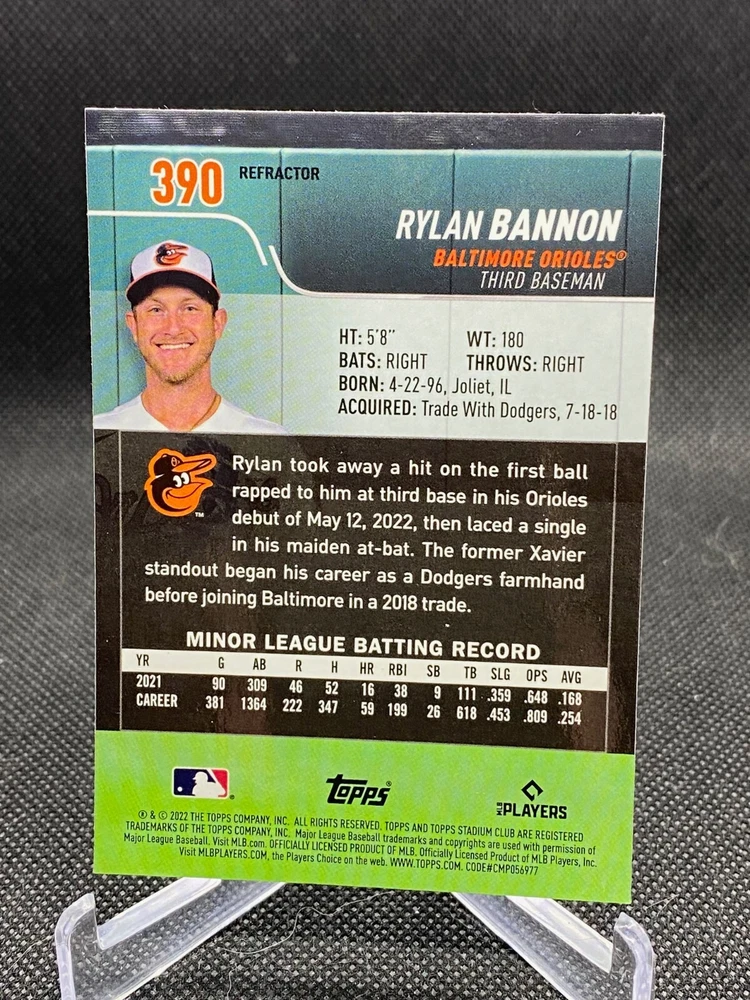 390 REFRACTOR
RYLAN BANNON
BALTIMORE ORIOLES®
THIRD BASEMAN
HT: 5'8" WT: 180
BATS: RIGHT THROWS: RIGHT
BORN: 4-22-96, Joliet, IL
ACQUIRED: Trade With Dodgers, 7-18-18
Rylan took away a hit on the first ball
rapped to him at third base in his Orioles
debut of May 12, 2022, then laced a single
in his maiden at-bat. The former Xavier
standout began his career as a Dodgers farmhand
before joining Baltimore in a 2018 trade.
TM
MINOR LEAGUE BATTING RECORD
YR G AB R H HR RBI SB TB SLG OPS AVG
2021 90 309 46 52 16 38 9 111 .359 .648 .168
CAREER 381 1364 222 347 59 199 26 618 .453 .809 .254
topps®
MLB PLAYERS
® & © 2022 THE TOPPS COMPANY, INC. ALL RIGHTS RESERVED. TOPPS AND TOPPS STADIUM CLUB ARE REGISTERED
TRADEMARKS OF THE TOPPS COMPANY, INC. Major League Baseball trademarks and copyrights are used with permission of
Major League Baseball. Visit MLB.com. OFFICIALLY LICENSED PRODUCT OF MLB. Officially Licensed Product of MLB Players, Inc.
Visit MLBPLAYERS.COM, the Players Choice on the web. WWW.TOPPS.COM. CODE#CMP056977